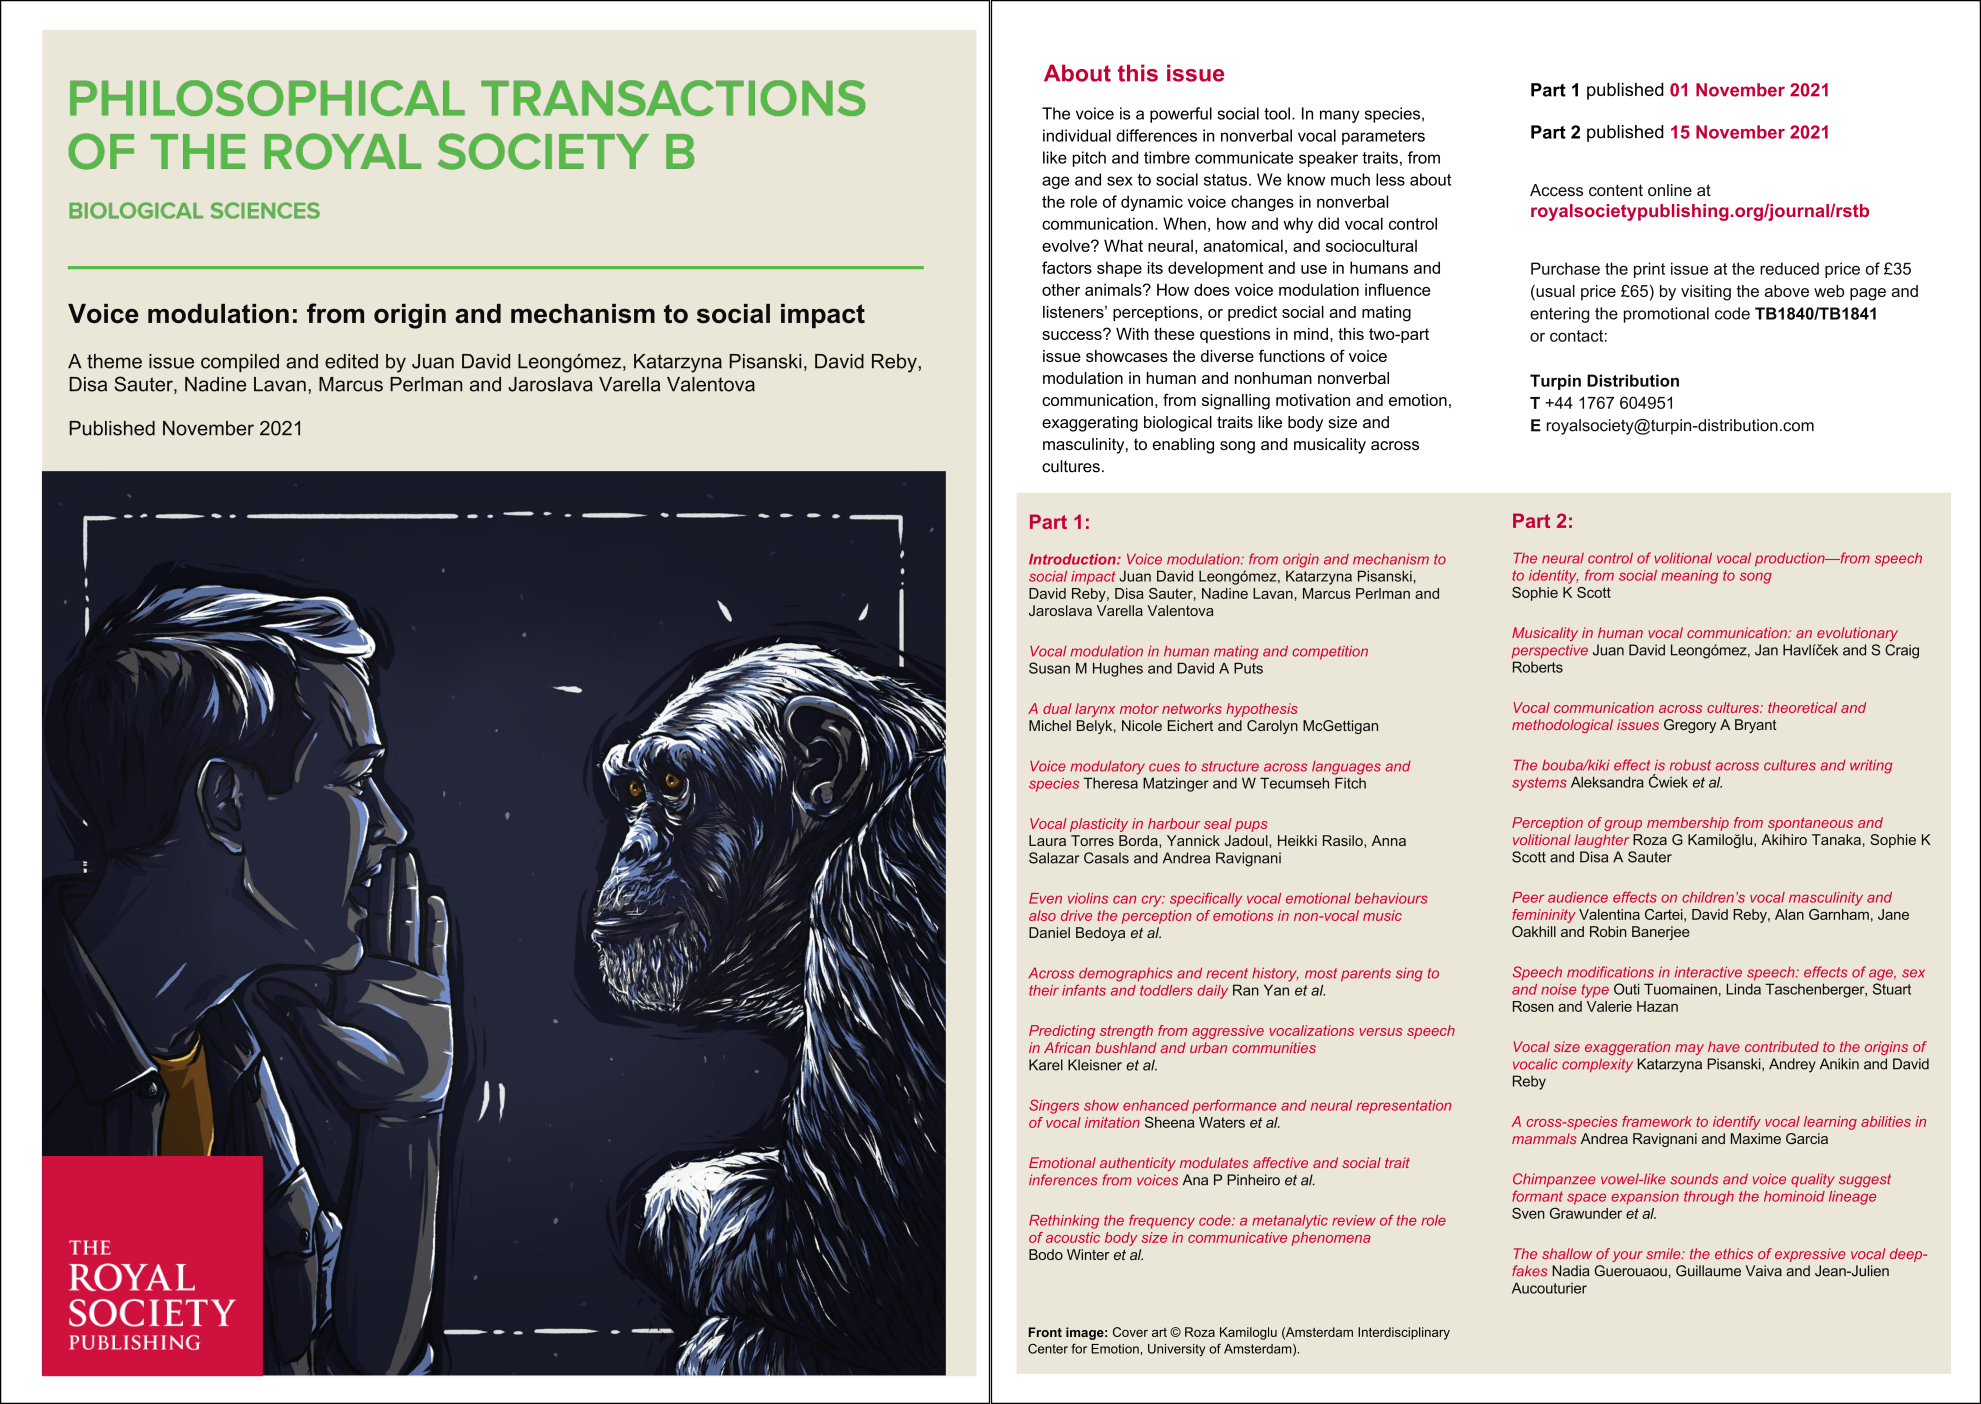 PHILOSOPHICAL TRANSACTIONS
OF THE ROYAL SOCIETY B
BIOLOGICAL SCIENCES
Voice modulation: from origin and mechanism to social impact
A theme issue compiled and edited by Juan David Leongómez, Katarzyna Pisanski, David Reby,
Disa Sauter, Nadine Lavan, Marcus Perlman and Jaroslava Varella Valentova
Published November 2021
THE
ROYAL
SOCIETY
PUBLISHING
About this issue
The voice is a powerful social tool. In many species,
individual differences in nonverbal vocal parameters
like pitch and timbre communicate speaker traits, from
age and sex to social status. We know much less about
the role of dynamic voice changes in nonverbal
communication. When, how and why did vocal control
evolve? What neural, anatomical, and sociocultural
factors shape its development and use in humans and
other animals? How does voice modulation influence
listeners' perceptions, or predict social and mating
success? With these questions in mind, this two-part
issue showcases the diverse functions of voice
modulation in human and nonhuman nonverbal
communication, from signalling motivation and emotion,
exaggerating biological traits like body size and
masculinity, to enabling song and musicality across
cultures.
Part 1 published 01 November 2021
Part 2 published 15 November 2021
Access content online at
royalsocietypublishing.org/journal/rstb
Purchase the print issue at the reduced price of £35
(usual price £65) by visiting the above web page and
entering the promotional code TB1840/TB1841
or contact:
Turpin Distribution
T +44 1767 604951
E royalsociety@turpin-distribution.com
Part 1:
Introduction: Voice modulation: from origin and mechanism to
social impact Juan David Leongómez, Katarzyna Pisanski,
David Reby, Disa Sauter, Nadine Lavan, Marcus Perlman and
Jaroslava Varella Valentova
Vocal modulation in human mating and competition
Susan M Hughes and David A Puts
A dual larynx motor networks hypothesis
Michel Belyk, Nicole Eichert and Carolyn McGettigan
Voice modulatory cues to structure across languages and
species Theresa Matzinger and W Tecumseh Fitch
Vocal plasticity in harbour seal pups
Laura Torres Borda, Yannick Jadoul, Heikki Rasilo, Anna
Salazar Casals and Andrea Ravignani
Even violins can cry: specifically vocal emotional behaviours
also drive the perception of emotions in non-vocal music
Daniel Bedoya et al.
Across demographics and recent history, most parents sing to
their infants and toddlers daily Ran Yan et al.
Predicting strength from aggressive vocalizations versus speech
in African bushland and urban communities
Karel Kleisner et al.
Singers show enhanced performance and neural representation
of vocal imitation Sheena Waters et al.
Emotional authenticity modulates affective and social trait
inferences from voices Ana P Pinheiro et al.
Rethinking the frequency code: a metanalytic review of the role
of acoustic body size in communicative phenomena
Bodo Winter et al.
Front image: Cover art © Roza Kamiloglu (Amsterdam Interdisciplinary
Center for Emotion, University of Amsterdam).
Part 2:
The neural control of volitional vocal production—from speech
to identity, from social meaning to song
Sophie K Scott
Musicality in human vocal communication: an evolutionary
perspective Juan David Leongómez, Jan Havlíček and S Craig
Roberts
Vocal communication across cultures: theoretical and
methodological issues Gregory A Bryant
The bouba/kiki effect is robust across cultures and writing
systems Aleksandra Ćwiek et al.
Perception of group membership from spontaneous and
volitional laughter Roza G Kamiloğlu, Akihiro Tanaka, Sophie K
Scott and Disa A Sauter
Peer audience effects on children's vocal masculinity and
femininity Valentina Cartei, David Reby, Alan Garnham, Jane
Oakhill and Robin Banerjee
Speech modifications in interactive speech: effects of age, sex
and noise type Outi Tuomainen, Linda Taschenberger, Stuart
Rosen and Valerie Hazan
Vocal size exaggeration may have contributed to the origins of
vocalic complexity Katarzyna Pisanski, Andrey Anikin and David
Reby
A cross-species framework to identify vocal learning abilities in
mammals Andrea Ravignani and Maxime Garcia
Chimpanzee vowel-like sounds and voice quality suggest
formant space expansion through the hominoid lineage
Sven Grawunder et al.
The shallow of your smile: the ethics of expressive vocal deep-
fakes Nadia Guerouaou, Guillaume Vaiva and Jean-Julien
Aucouturier